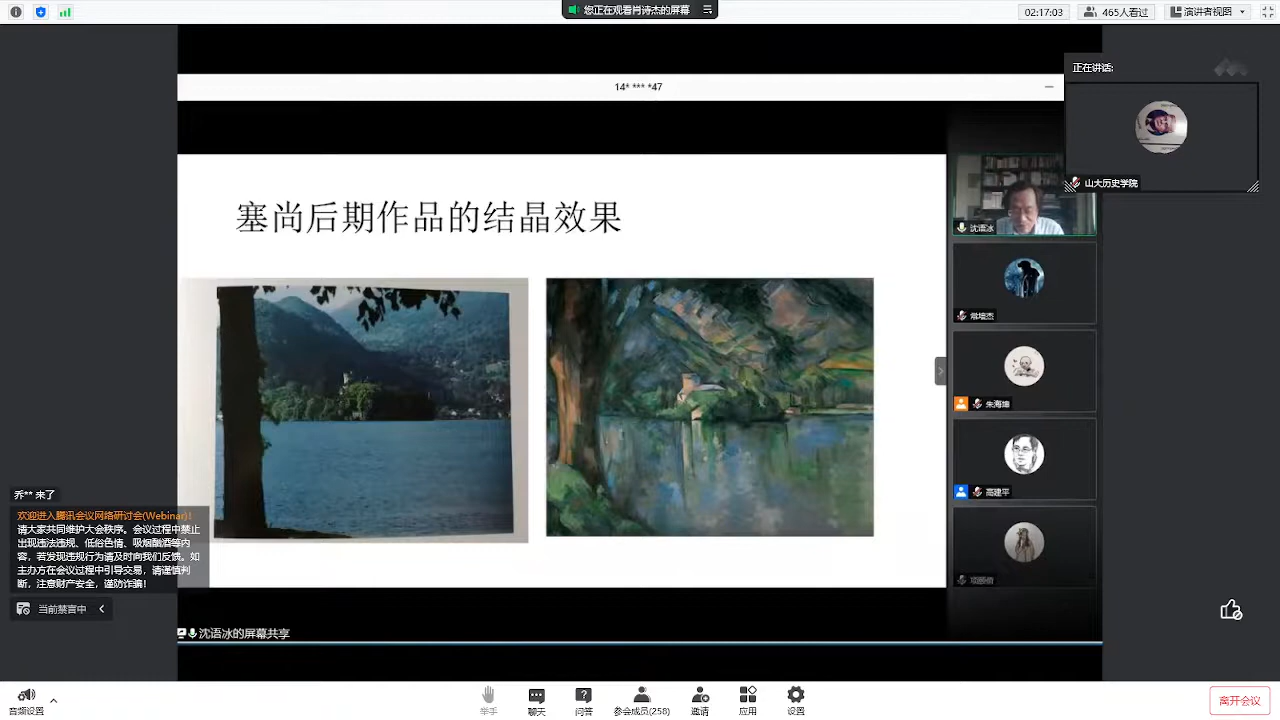 您正在观看肖诗杰的屏幕
02:17:03
465人看过
演讲者视图
14* *** *47
正在讲话:
山大历史学院
塞尚后期作品的结晶效果
沈语冰
常培杰
朱海坤
高建平
乔** 来了
欢迎进入腾讯会议网络研讨会(Webinar)!
请大家共同维护大会秩序。会议过程中禁止
出现违法违规、低俗色情、吸烟酗酒等内
容，若发现违规行为请及时向我们反馈。如
主办方在会议过程中引导交易，请谨慎判
断，注意财产安全，谨防诈骗!
当前禁言中
沈语冰的屏幕共享
音频设置
举手
聊天
问答
参会成员(258)
邀请
应用
设置
离开会议